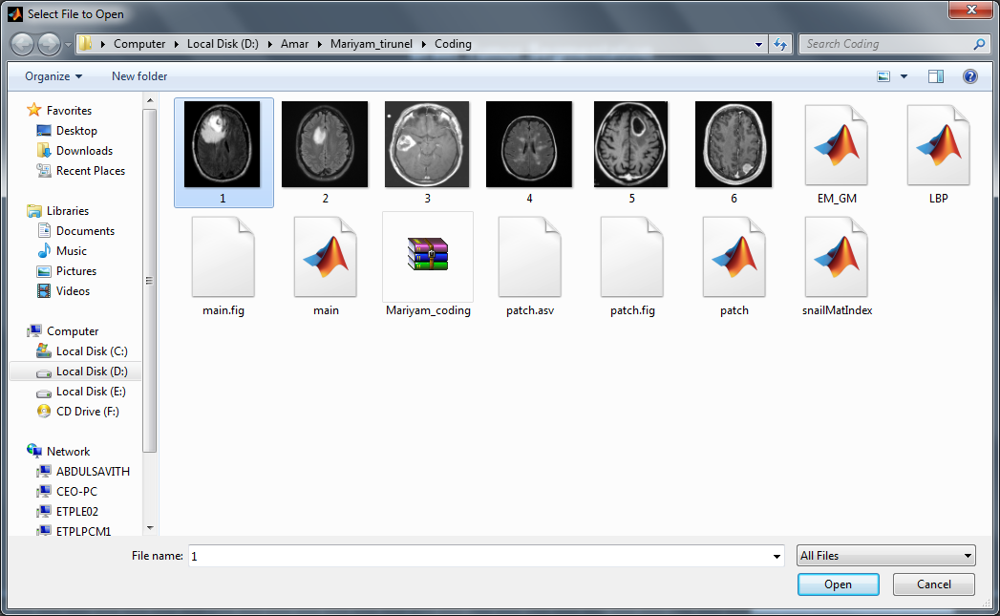 Select File to Open
Computer Local Disk (D:) Amar Mariyam_tirunel Coding
Search Coding
Organize New folder
Favorites
Desktop
Downloads
Recent Places
Libraries
Documents
Music
Pictures
Videos
Computer
Local Disk (C:)
Local Disk (D:)
Local Disk (E:)
CD Drive (F:)
Network
ABDULSAVITH
CEO-PC
ETPLE02
ETPLPCM1
1 2 3 4 5 6 EM_GM LBP
main.fig main Mariyam_coding patch.asv patch.fig patch snailMatIndex
File name: 1 All Files
Open Cancel